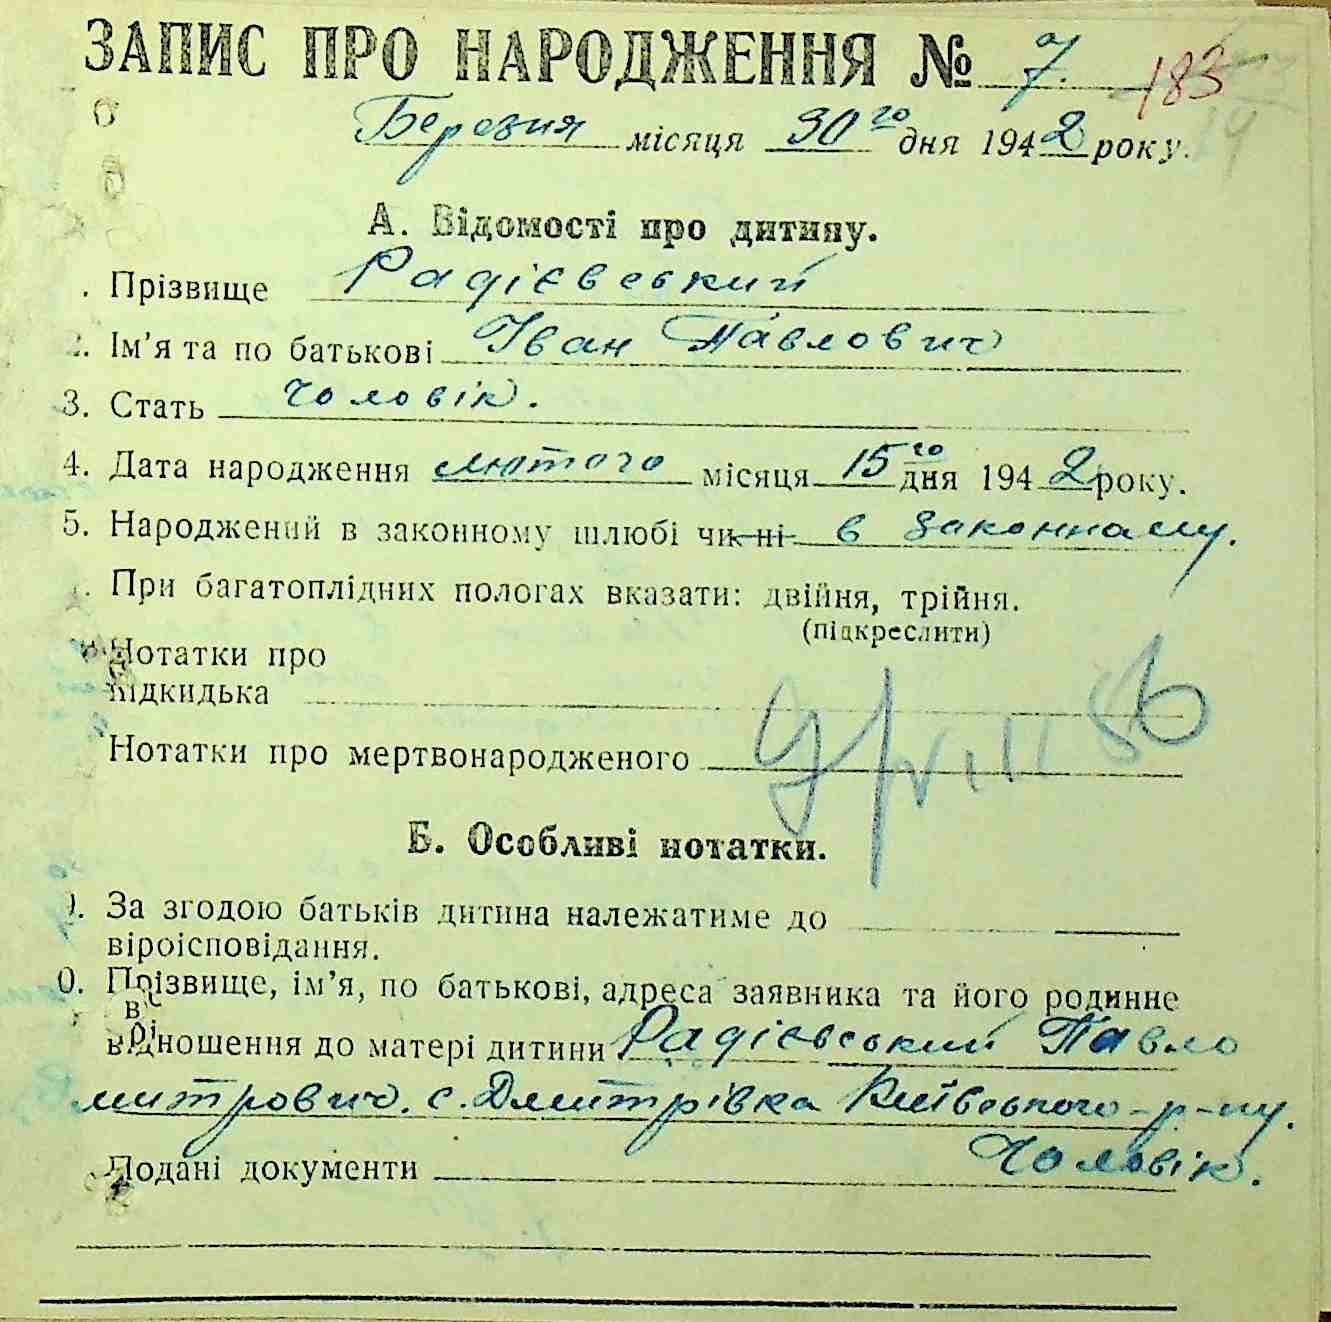 ЗАПИС ПРО НАРОДЖЕННЯ № 7. 183
Березня місяця 30го дня 1942 року.
А. Відомості про дитину.
. Прізвище Радієвський
2. Ім'я та по батькові Іван Павлович
3. Стать чоловік.
4. Дата народження лютого місяця 15го дня 1942 року.
5. Народжений в законному шлюбі чи ні в законному.
. При багатоплідних пологах вказати: двійня, трійня.
(підкреслити)
Нотатки про
підкидька
Нотатки про мертвонародженого
Б. Особливі нотатки.
). За згодою батьків дитина належатиме до
віроісповідання.
0. Прізвище, ім'я, по батькові, адреса заявника та його родинне
відношення до матері дитини Радієвський Павло
митрович. с. Дмитрівка Київського р-ну.
Чоловік.
Подані документи